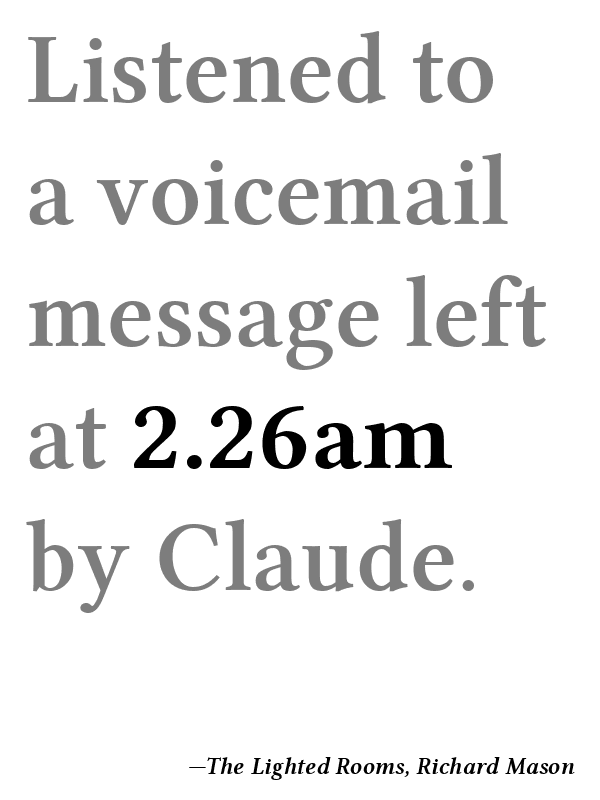 Listened to
a voicemail
message left
at 2.26am
by Claude.
—The Lighted Rooms, Richard Mason